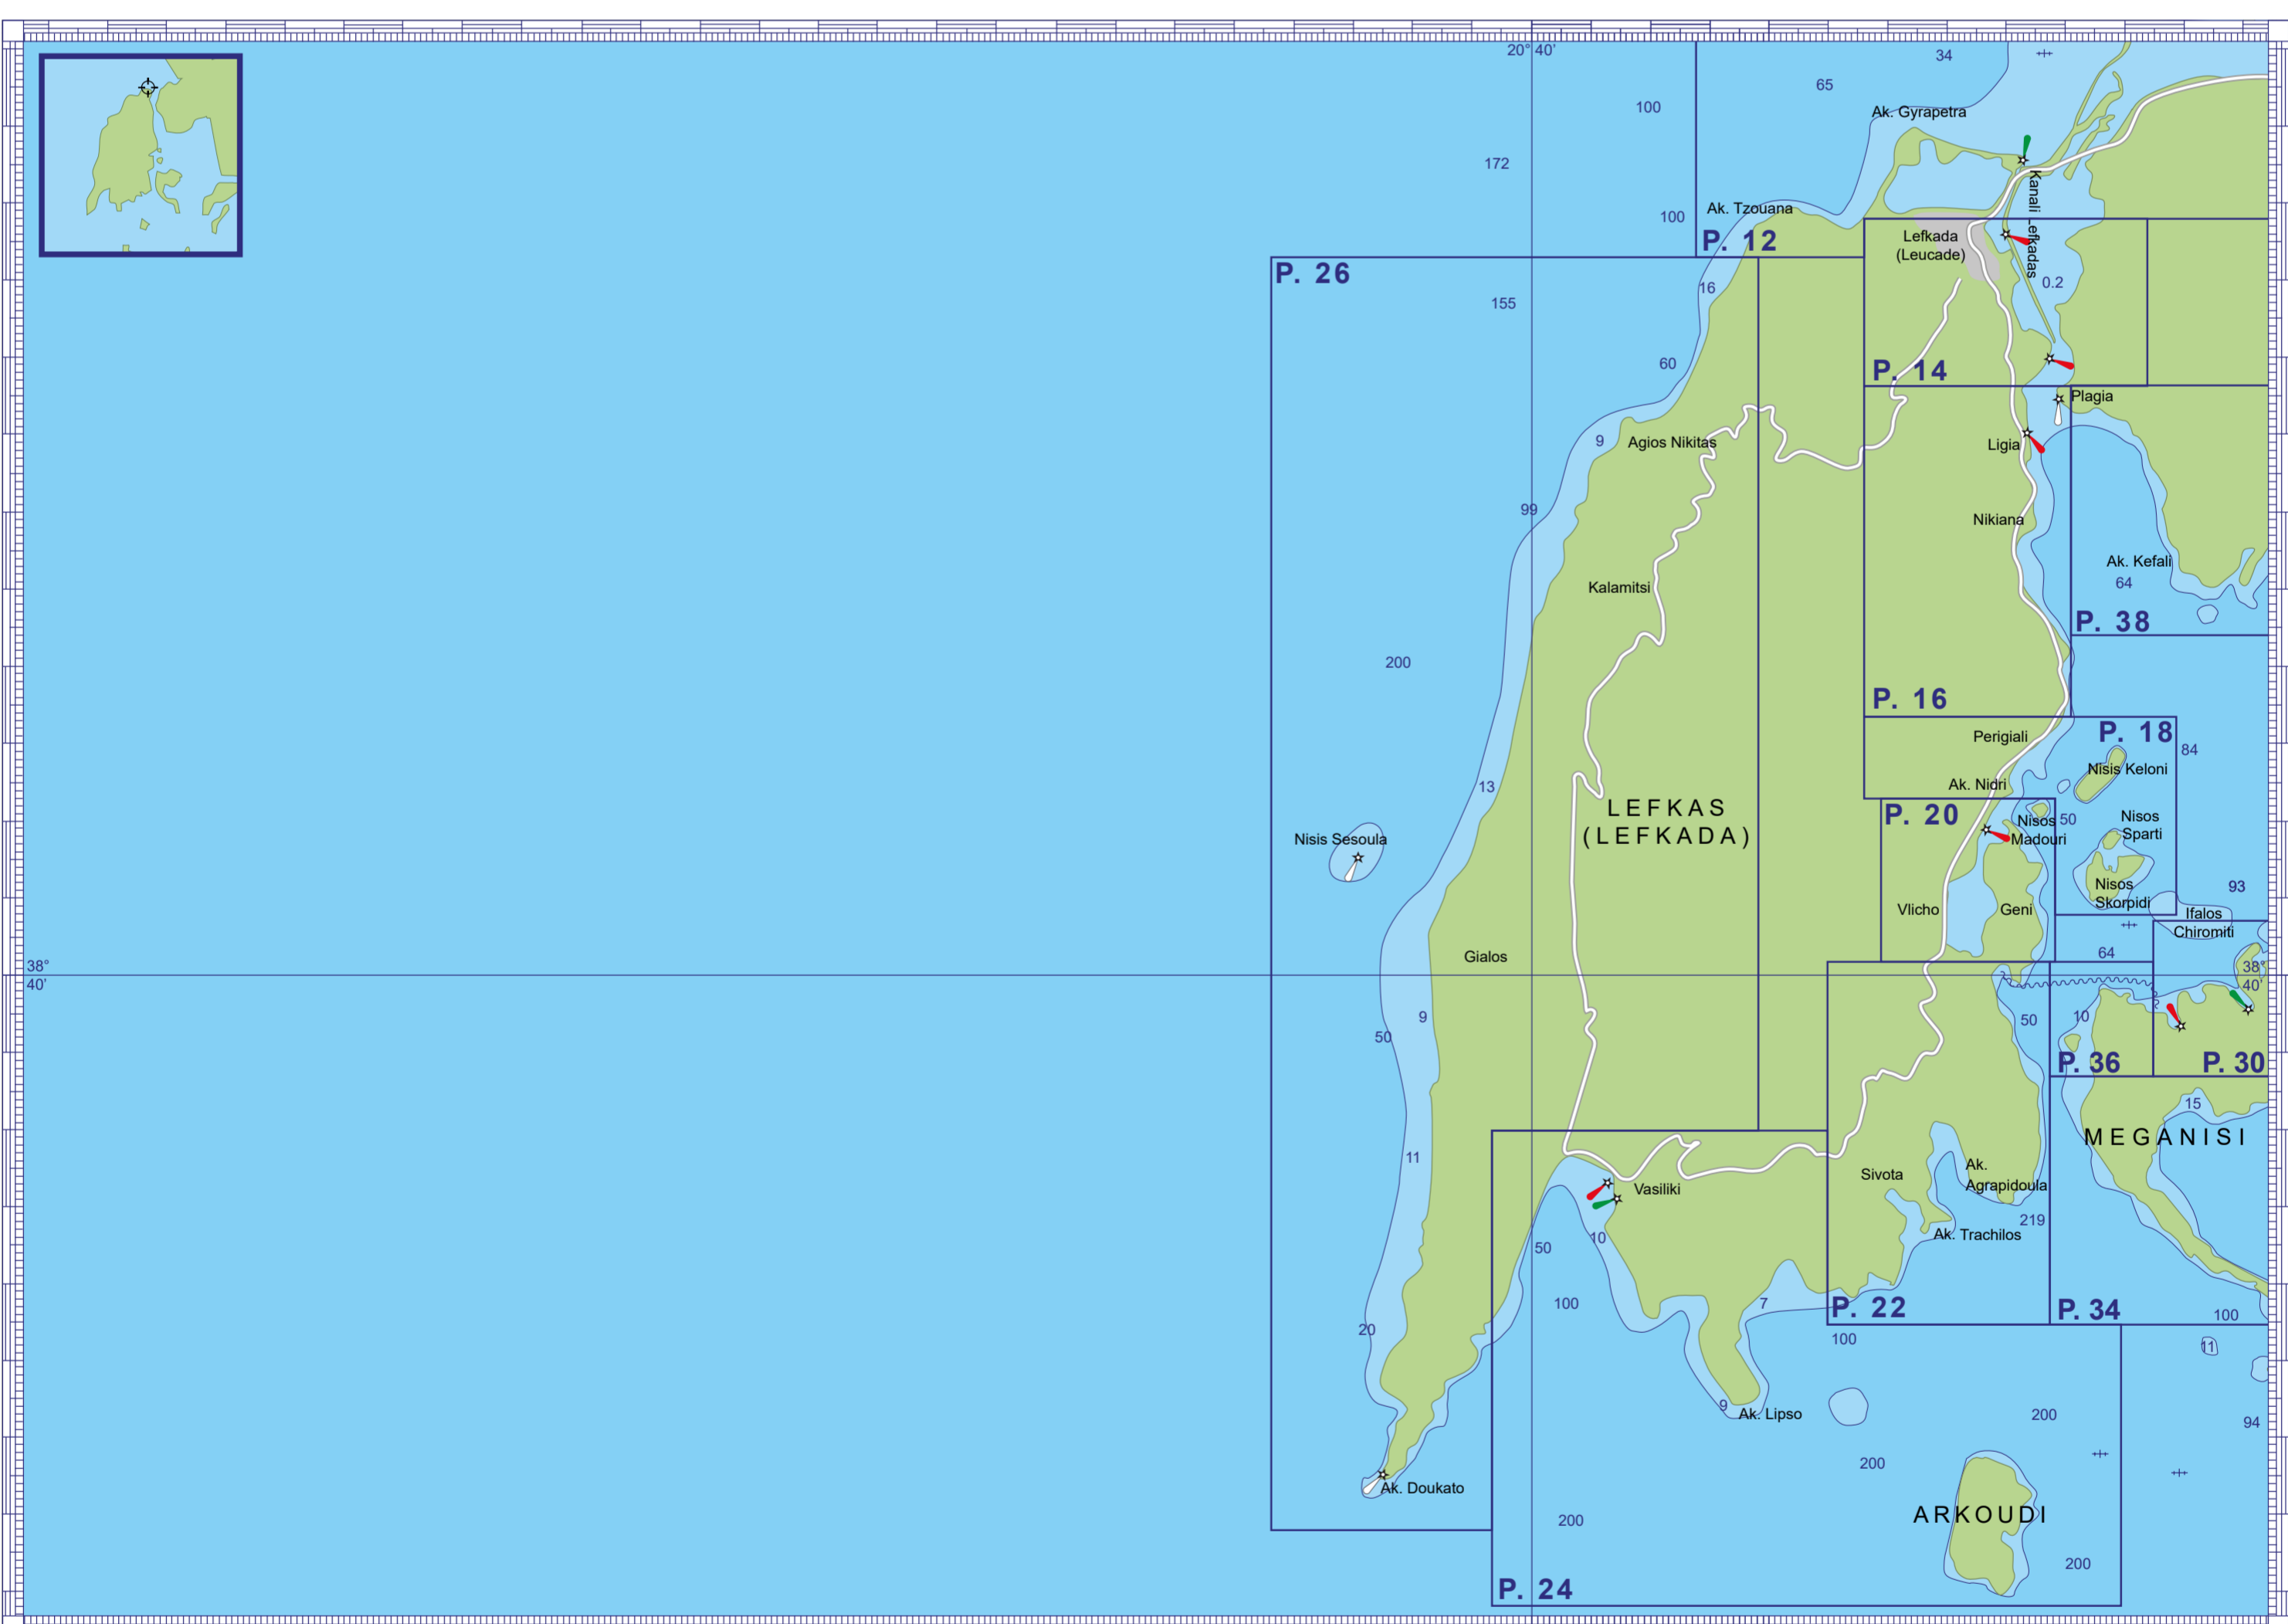 20° 40'
34
65
100
Ak. Gyrapetra
172
Kanali Lefkadas
100
Ak. Tzouana
P. 12
Lefkada
(Leucade)
P. 26
0.2
16
155
60
P. 14
Plagia
9
Agios Nikitas
Ligia
99
Nikiana
Ak. Kefali
64
Kalamitsi
P. 38
200
P. 16
P. 18
Perigiali
84
Nisis Keloni
Ak. Nidri
13
LEFKAS
(LEFKADA)
P. 20
50
Nisos
Madouri
Nisos
Sparti
Nisis Sesoula
Nisos
Skorpidi
93
Vlicho
Geni
Ifalos
Chiromiti
64
Gialos
38°
40'
38°
40'
9
50
50
10
P. 36
P. 30
15
MEGANISI
11
Sivota
Ak.
Agrapidoula
Vasiliki
219
Ak. Trachilos
10
50
100
7
P. 22
P. 34
100
20
100
11
9
Ak. Lipso
200
94
200
Ak. Doukato
ARKOUDI
200
200
P. 24